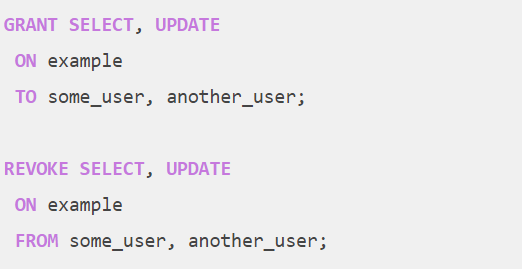 GRANT SELECT, UPDATE
ON example
TO some_user, another_user;
REVOKE SELECT, UPDATE
ON example
FROM some_user, another_user;